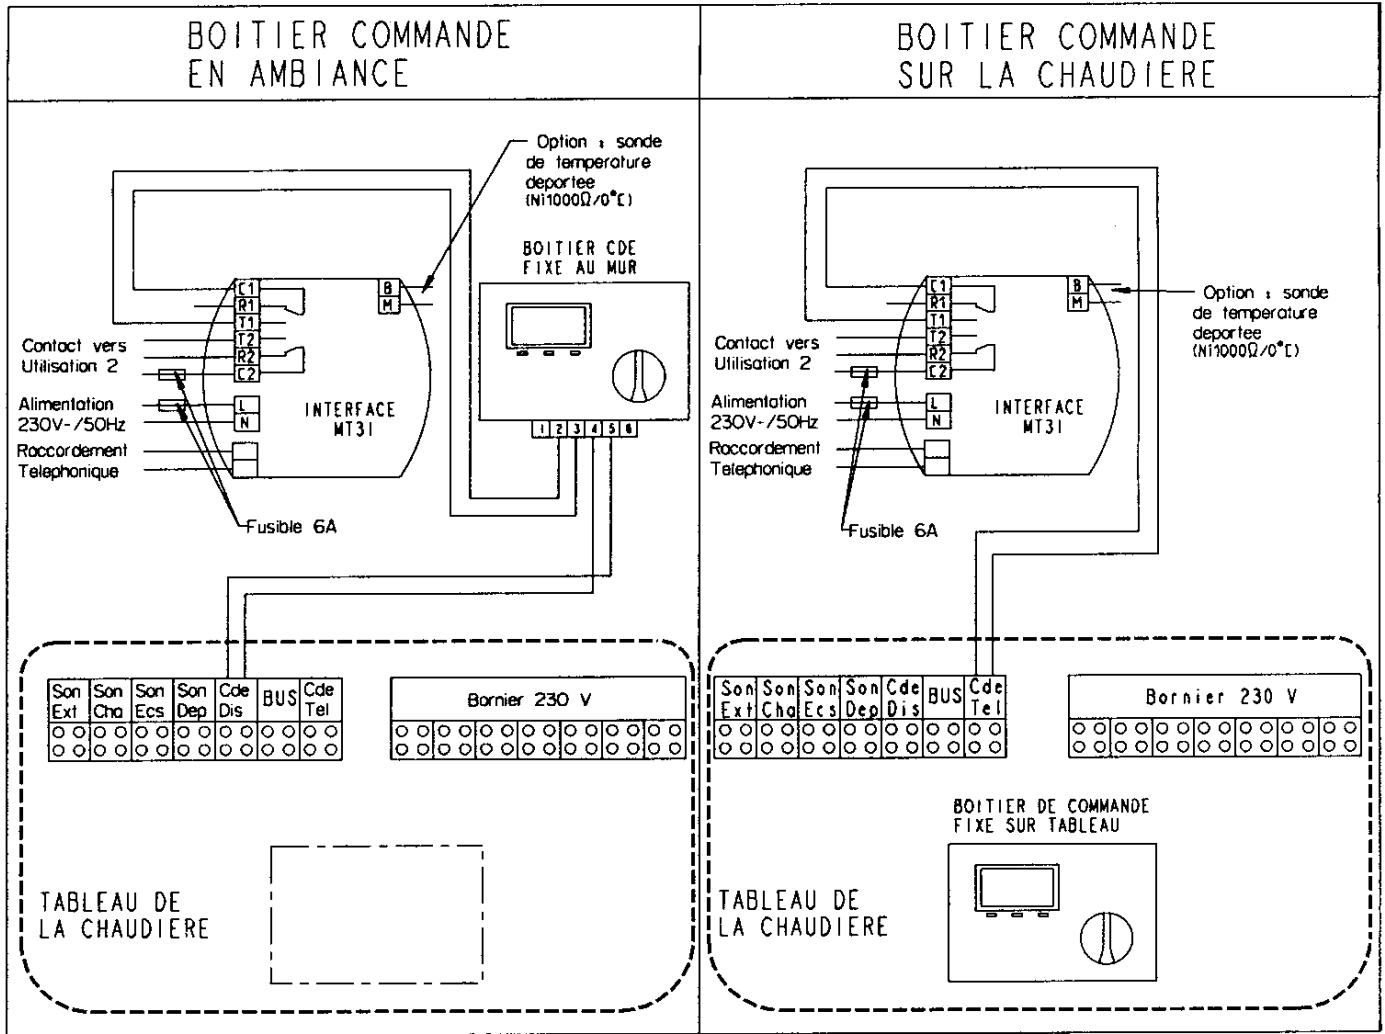 BOITIER COMMANDE
EN AMBIANCE
Option : sonde
de temperature
deportee
(Ni1000Ω/0°C)
BOITIER CDE
FIXE AU MUR
C1
R1
T1
T2
R2
C2
L
N
B
M
Contact vers
Utilisation 2
Alimentation
230V~/50Hz
Raccordement
Telephonique
INTERFACE
MT3I
1 2 3 4 5 6
Fusible 6A
Son Ext
Son Cha
Son Ecs
Son Dep
Cde Dis
BUS
Cde Tel
Bornier 230 V
TABLEAU DE
LA CHAUDIERE
BOITIER COMMANDE
SUR LA CHAUDIERE
C1
R1
T1
T2
R2
C2
L
N
B
M
Option : sonde
de temperature
deportee
(Ni1000Ω/0°C)
Contact vers
Utilisation 2
Alimentation
230V~/50Hz
Raccordement
Telephonique
INTERFACE
MT3I
Fusible 6A
Son Ext
Son Cha
Son Ecs
Son Dep
Cde Dis
BUS
Cde Tel
Bornier 230 V
BOITIER DE COMMANDE
FIXE SUR TABLEAU
TABLEAU DE
LA CHAUDIERE